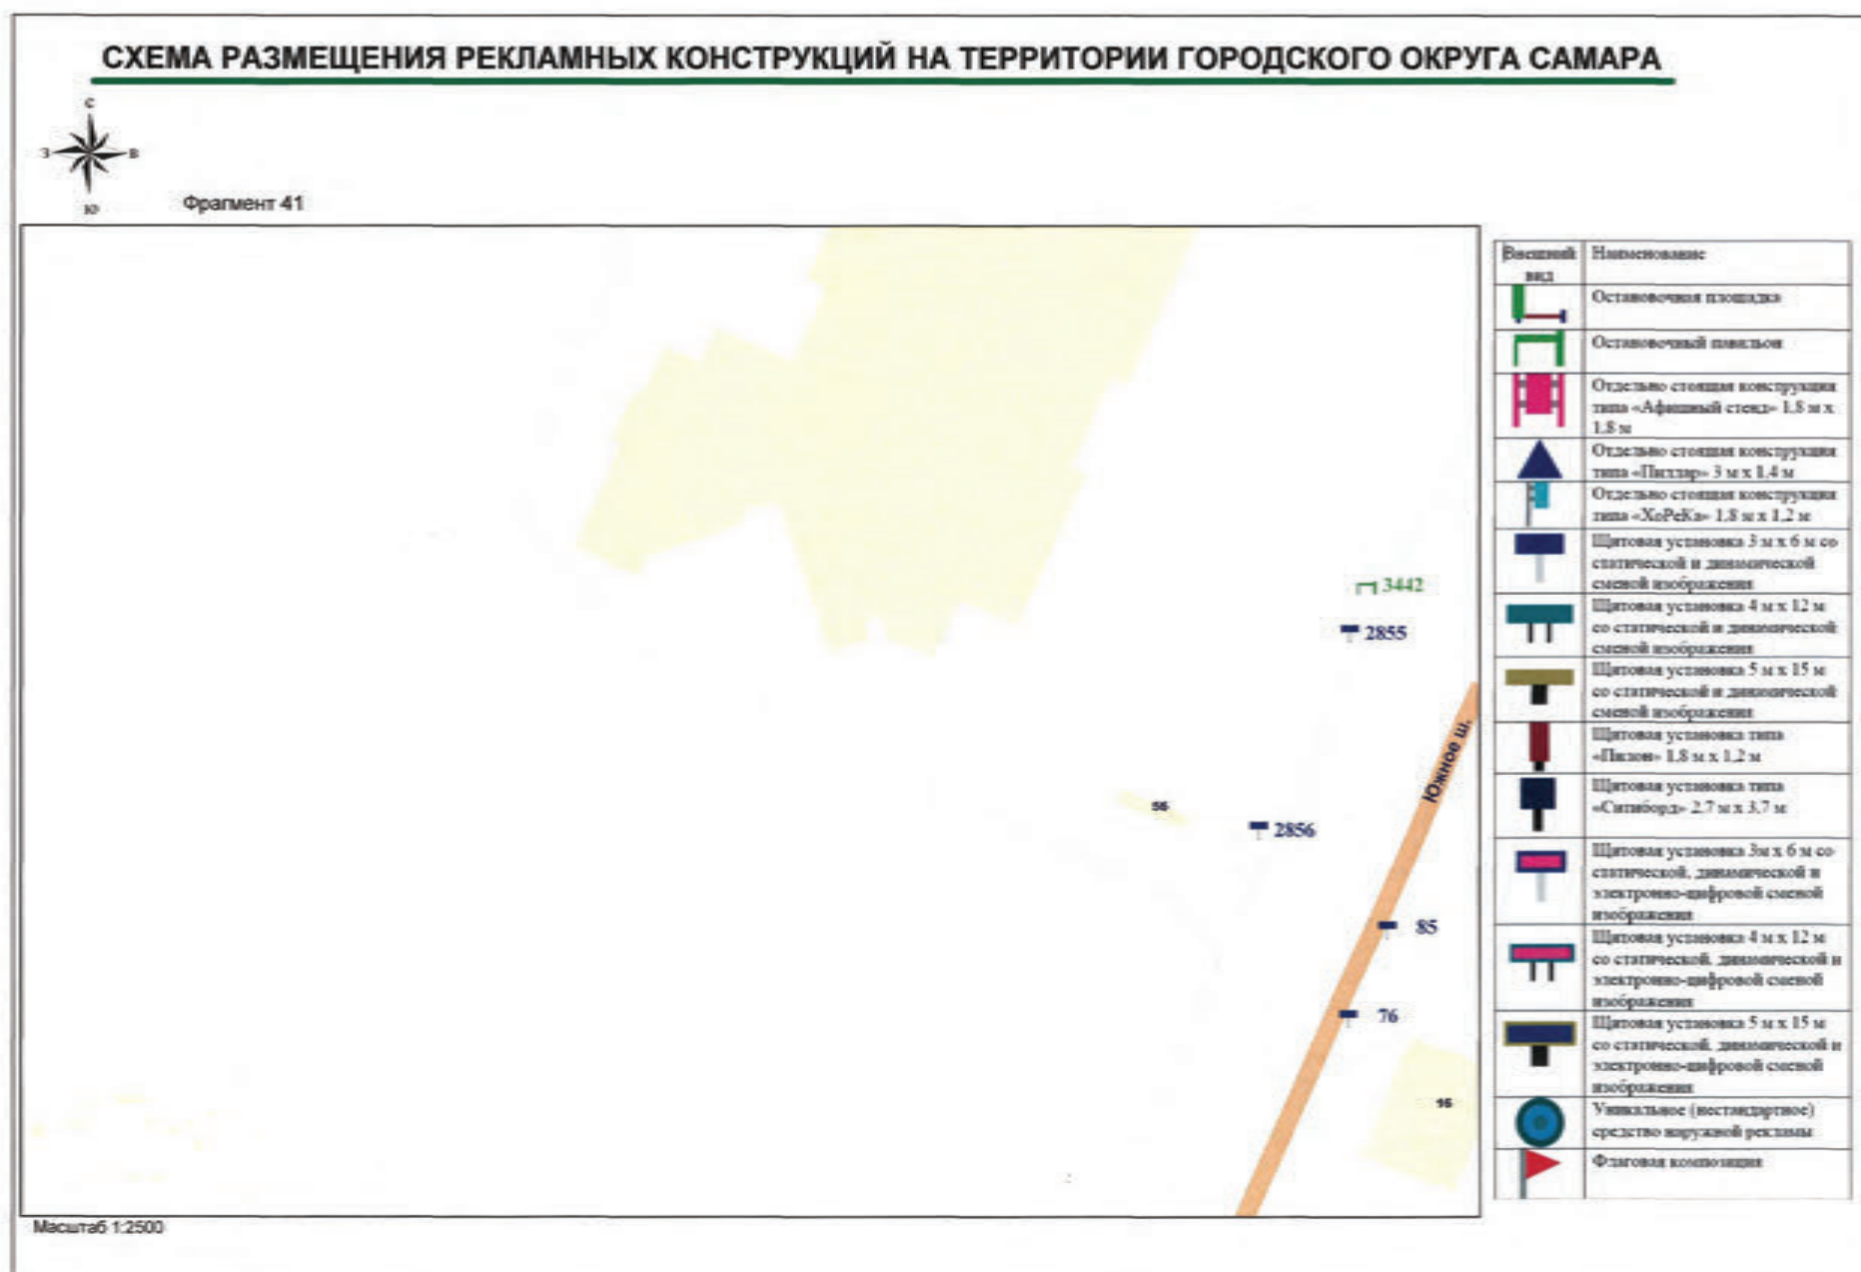 СХЕМА РАЗМЕЩЕНИЯ РЕКЛАМНЫХ КОНСТРУКЦИЙ НА ТЕРРИТОРИИ ГОРОДСКОГО ОКРУГА САМАРА
С
З
В
Ю
Фрагмент 41
3442
2855
Южное ш.
56
2856
85
76
16
Масштаб 1:2500
Внешний
вид
Наименование
Остановочная площадка
Остановочный павильон
Отдельно стоящая конструкция
типа «Афишный стенд» 1,8 м х
1,8 м
Отдельно стоящая конструкция
типа «Пиллар» 3 м х 1,4 м
Отдельно стоящая конструкция
типа «ХоРеКа» 1,8 м х 1,2 м
Щитовая установка 3 м х 6 м со
статической и динамической
сменой изображения
Щитовая установка 4 м х 12 м
со статической и динамической
сменой изображения
Щитовая установка 5 м х 15 м
со статической и динамической
сменой изображения
Щитовая установка типа
«Пилон» 1,8 м х 1,2 м
Щитовая установка типа
«Ситиборд» 2,7 м х 3,7 м
Щитовая установка 3м х 6 м со
статической, динамической и
электронно-цифровой сменой
изображения
Щитовая установка 4 м х 12 м
со статической, динамической и
электронно-цифровой сменой
изображения
Щитовая установка 5 м х 15 м
со статической, динамической и
электронно-цифровой сменой
изображения
Уникальное (нестандартное)
средство наружной рекламы
Флаговая композиция